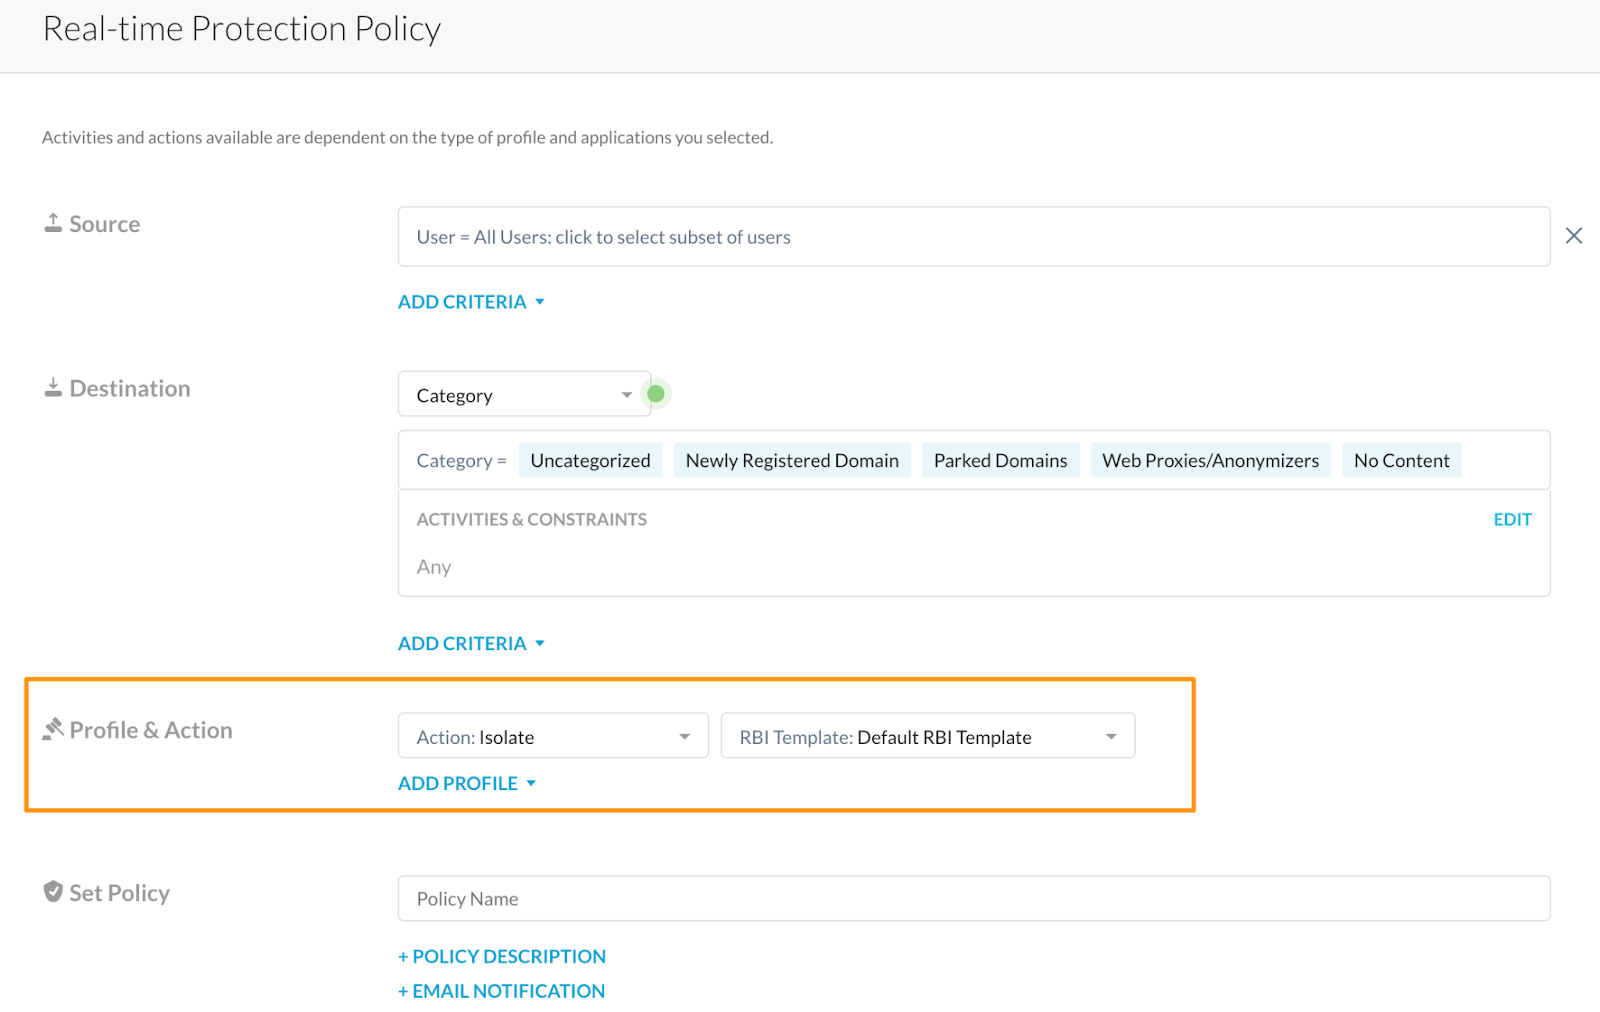 Real-time Protection Policy
Activities and actions available are dependent on the type of profile and applications you selected.
Source
User = All Users: click to select subset of users
ADD CRITERIA
Destination
Category
Category = Uncategorized Newly Registered Domain Parked Domains Web Proxies/Anonymizers No Content
ACTIVITIES & CONSTRAINTS EDIT
Any
ADD CRITERIA
Profile & Action
Action: Isolate RBI Template: Default RBI Template
ADD PROFILE
Set Policy
Policy Name
+ POLICY DESCRIPTION
+ EMAIL NOTIFICATION